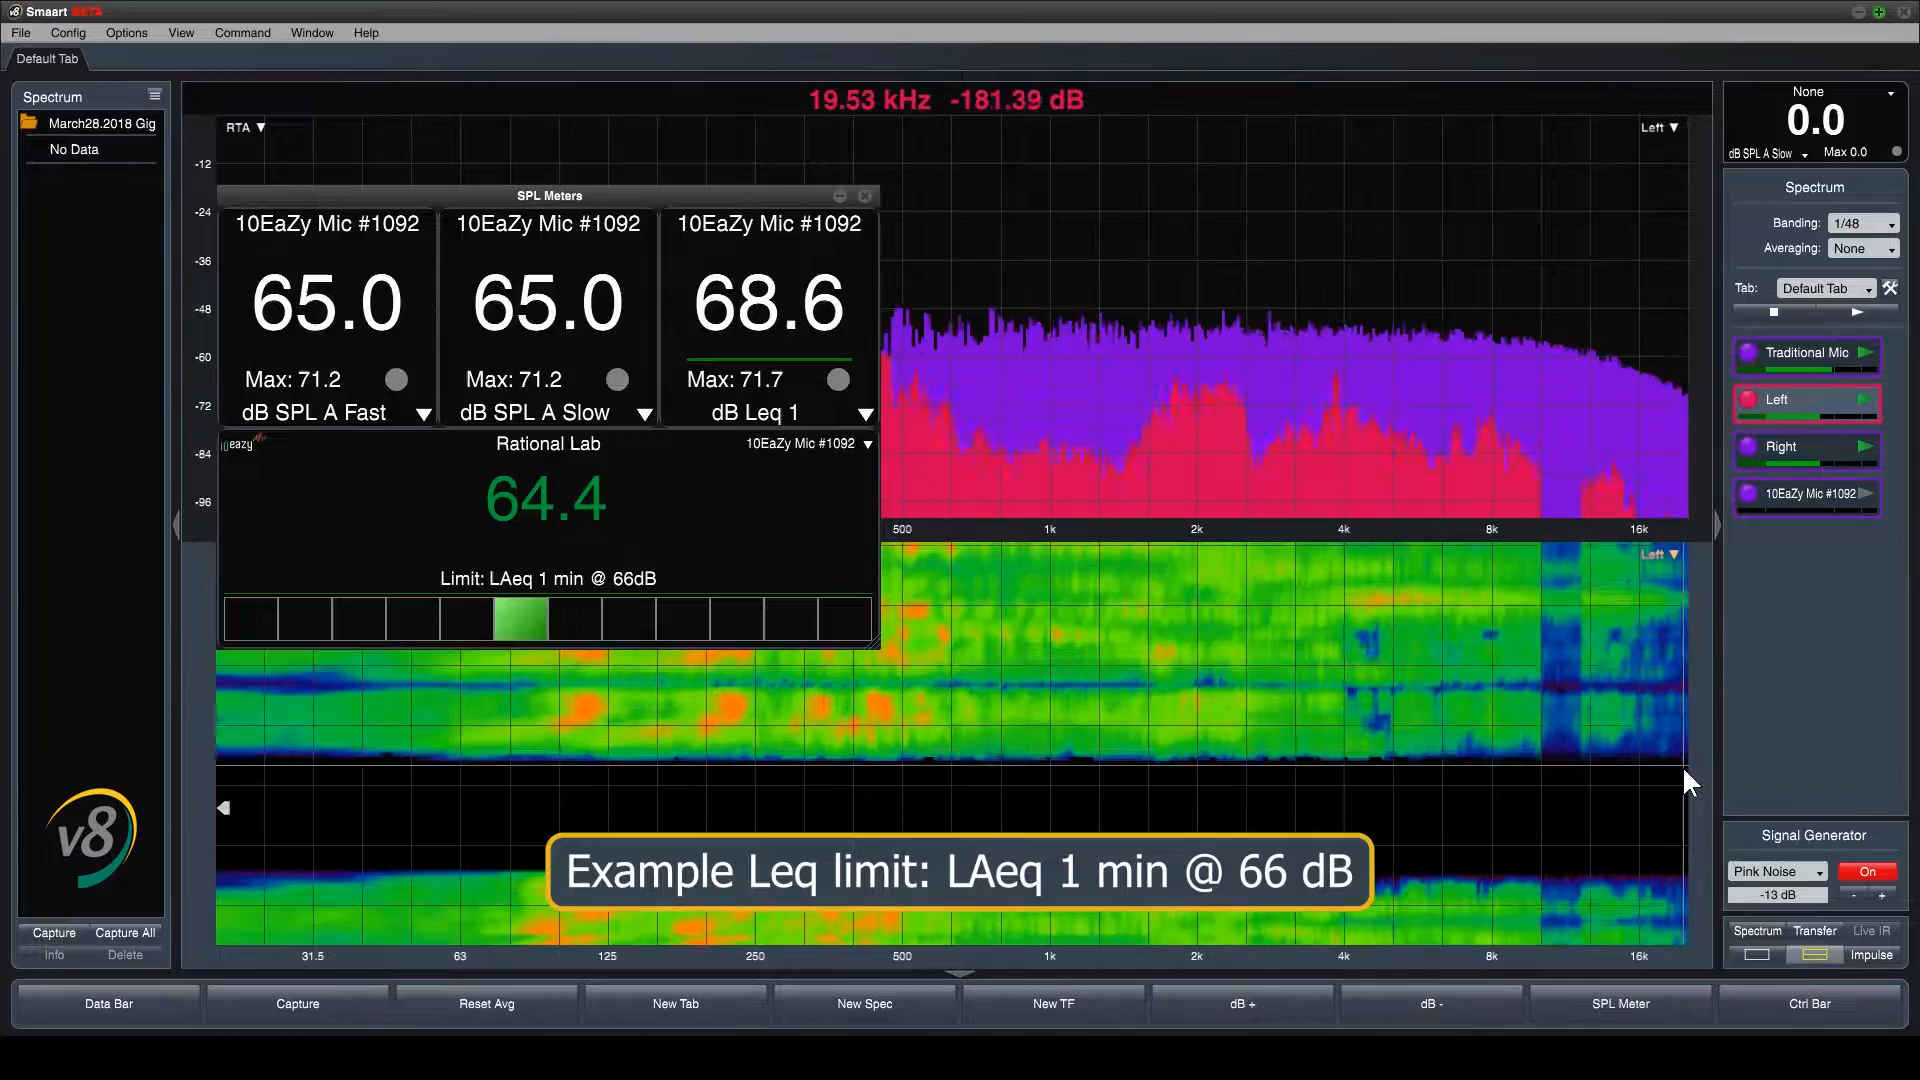 v8 Smaart BETA
File Config Options View Command Window Help
Default Tab
Spectrum
March28.2018 Gig
No Data
v8
Capture Capture All
Info Delete
19.53 kHz -181.39 dB
RTA Left
-12
-24
-36
-48
-60
-72
-84
-96
500 1k 2k 4k 8k 16k
SPL Meters
10EaZy Mic #1092 10EaZy Mic #1092 10EaZy Mic #1092
65.0 65.0 68.6
Max: 71.2 Max: 71.2 Max: 71.7
dB SPL A Fast dB SPL A Slow dB Leq 1
10eazy Rational Lab 10EaZy Mic #1092
64.4
Limit: LAeq 1 min @ 66dB
Left
Example Leq limit: LAeq 1 min @ 66 dB
31.5 63 125 250 500 1k 2k 4k 8k 16k
None
0.0
dB SPL A Slow Max 0.0
Spectrum
Banding: 1/48
Averaging: None
Tab: Default Tab
Traditional Mic
Left
Right
10EaZy Mic #1092
Signal Generator
Pink Noise On
-13 dB - +
Spectrum Transfer Live IR
Impulse
Data Bar Capture Reset Avg New Tab New Spec New TF dB + dB - SPL Meter Ctrl Bar